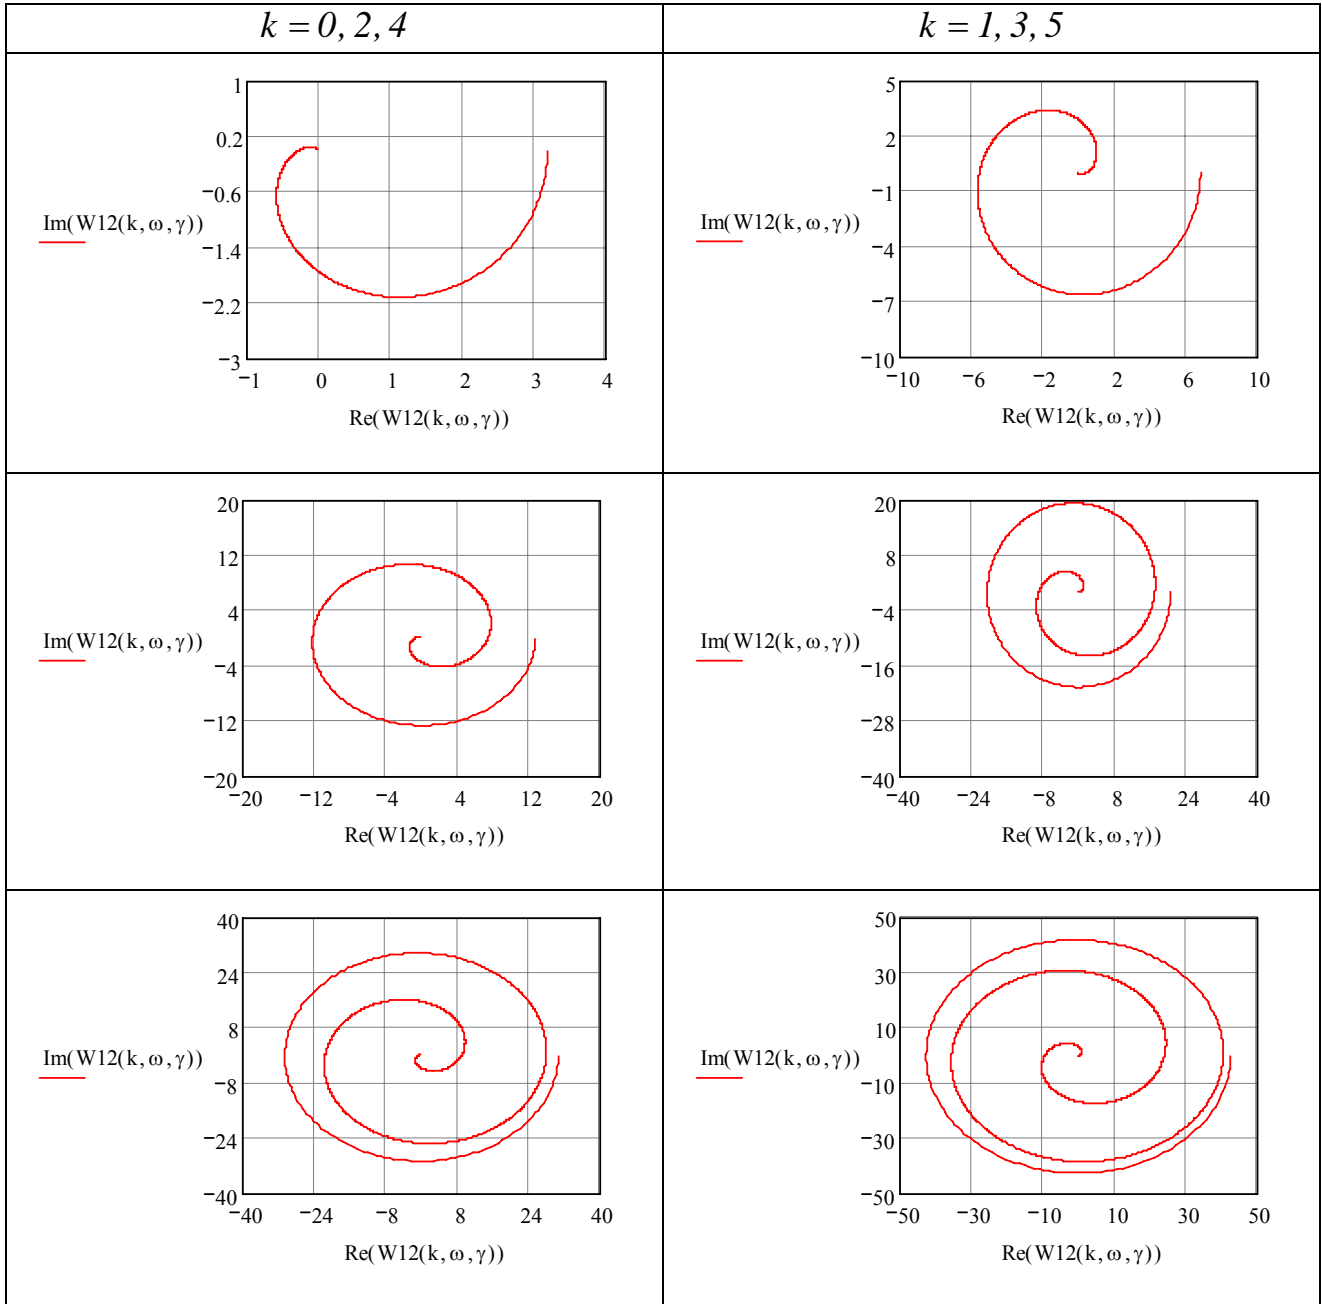 k = 0, 2, 4
k = 1, 3, 5
1
0.2
−0.6
−1.4
−2.2
−3
Im(W12(k, ω, γ))
−1 0 1 2 3 4
Re(W12(k, ω, γ))
5
2
−1
−4
−7
−10
Im(W12(k, ω, γ))
−10 −6 −2 2 6 10
Re(W12(k, ω, γ))
20
12
4
−4
−12
−20
Im(W12(k, ω, γ))
−20 −12 −4 4 12 20
Re(W12(k, ω, γ))
20
8
−4
−16
−28
−40
Im(W12(k, ω, γ))
−40 −24 −8 8 24 40
Re(W12(k, ω, γ))
40
24
8
−8
−24
−40
Im(W12(k, ω, γ))
−40 −24 −8 8 24 40
Re(W12(k, ω, γ))
50
30
10
−10
−30
−50
Im(W12(k, ω, γ))
−50 −30 −10 10 30 50
Re(W12(k, ω, γ))